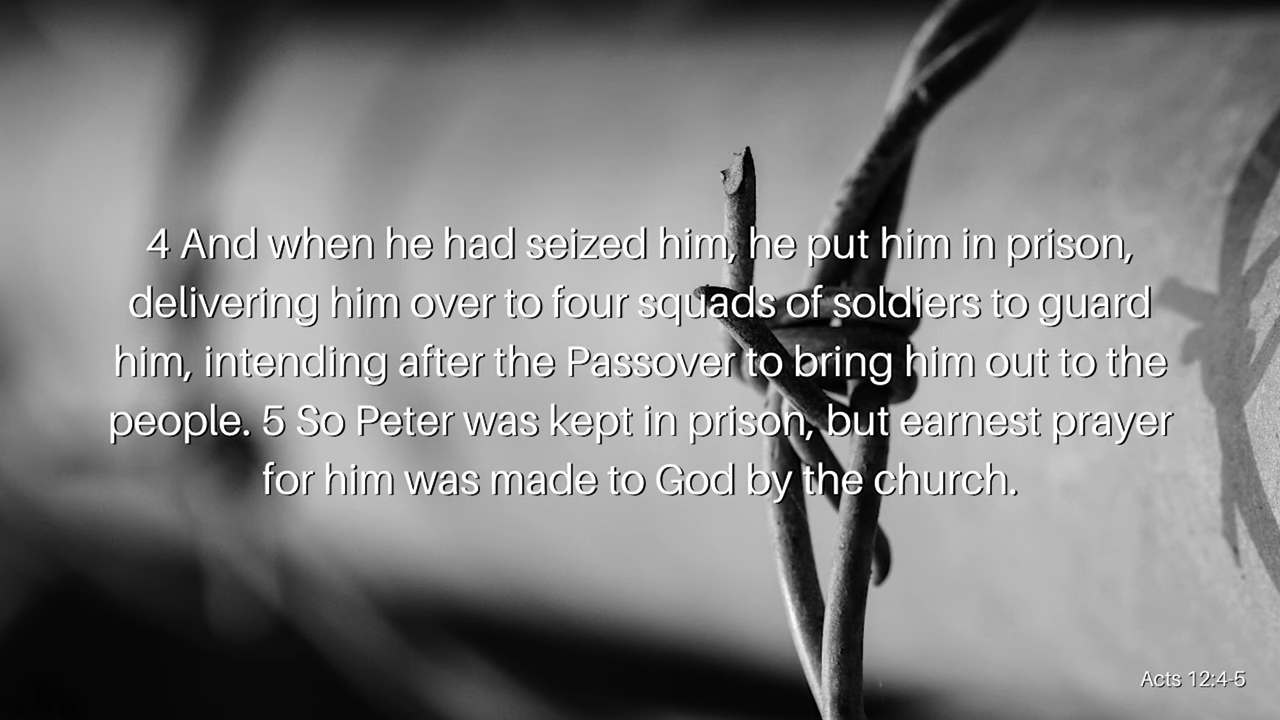 4 And when he had seized him, he put him in prison,
delivering him over to four squads of soldiers to guard
him, intending after the Passover to bring him out to the
people. 5 So Peter was kept in prison, but earnest prayer
for him was made to God by the church.
Acts 12:4-5